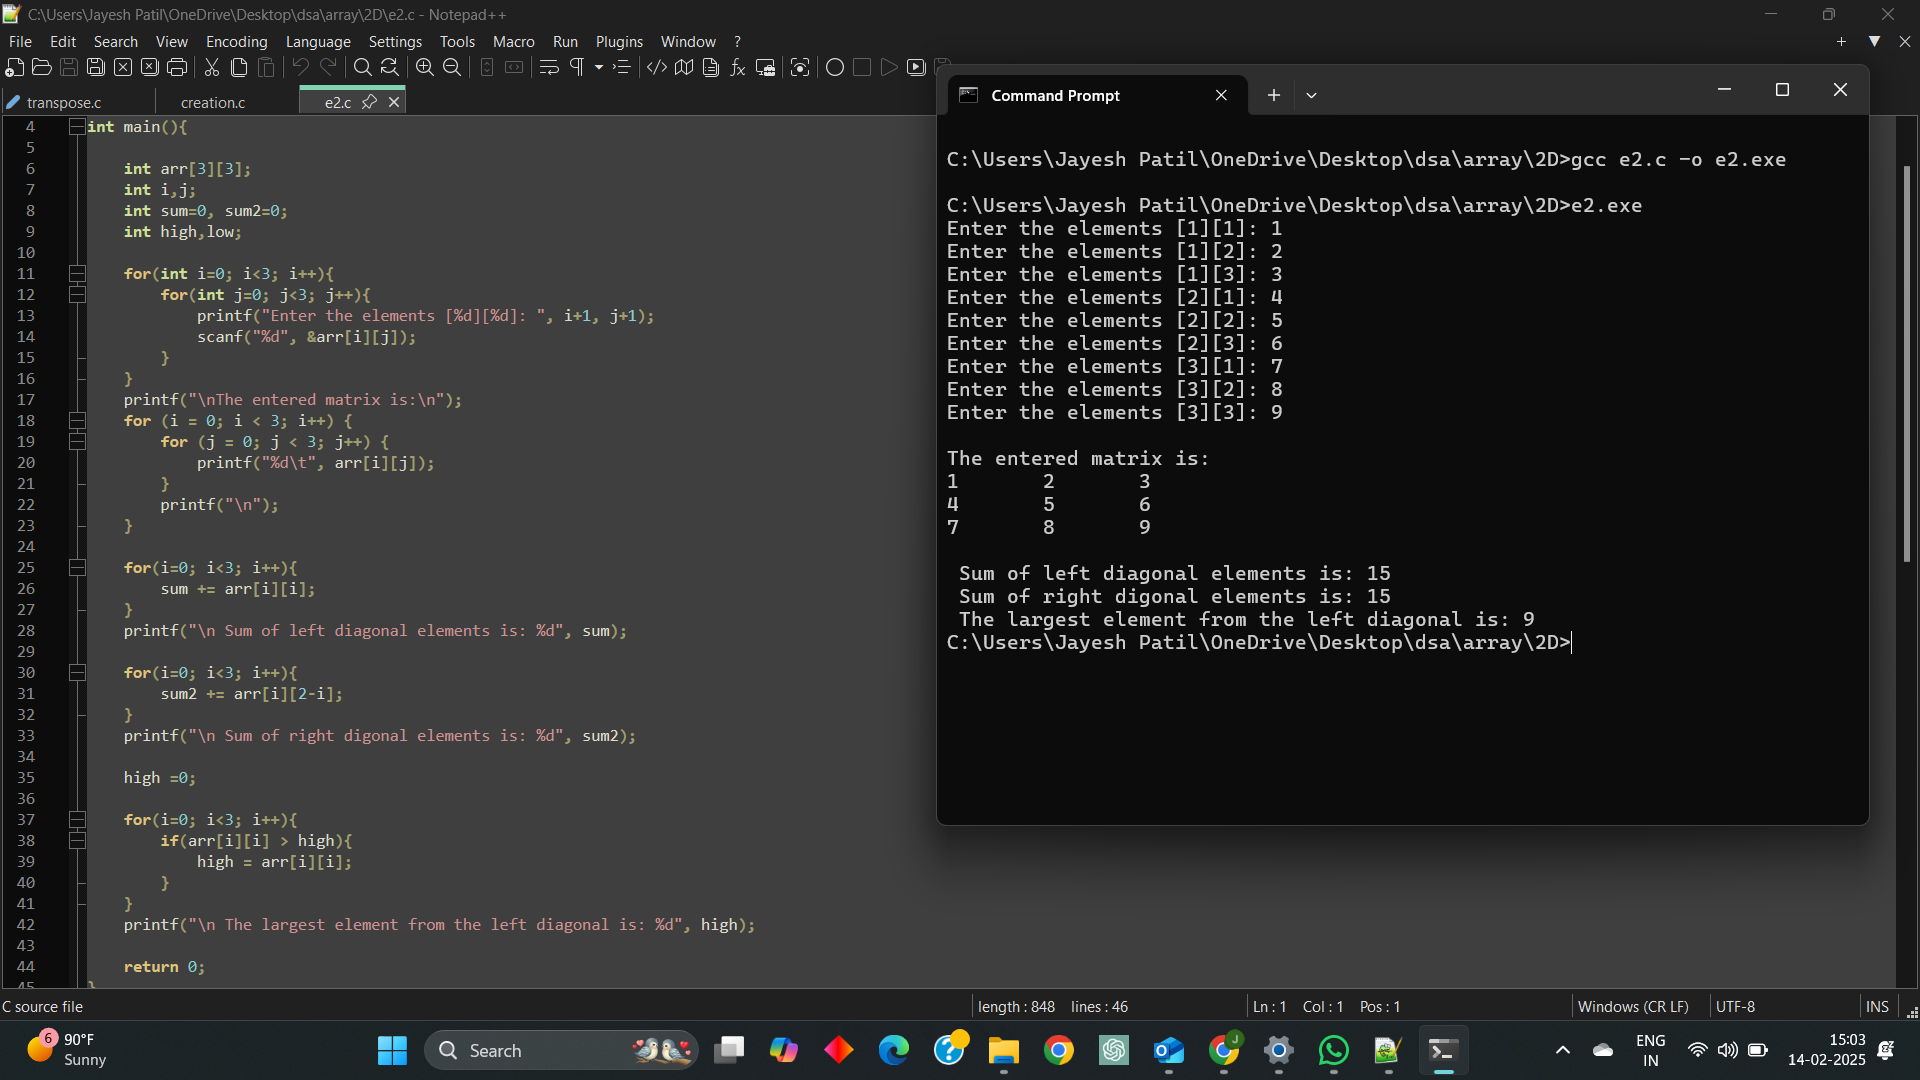 C:\Users\Jayesh Patil\OneDrive\Desktop\dsa\array\2D\e2.c - Notepad++
File Edit Search View Encoding Language Settings Tools Macro Run Plugins Window ?
transpose.c creation.c e2.c
4 int main(){
5
6 int arr[3][3];
7 int i,j;
8 int sum=0, sum2=0;
9 int high,low;
10
11 for(int i=0; i<3; i++){
12 for(int j=0; j<3; j++){
13 printf("Enter the elements [%d][%d]: ", i+1, j+1);
14 scanf("%d", &arr[i][j]);
15 }
16 }
17 printf("\nThe entered matrix is:\n");
18 for (i = 0; i < 3; i++) {
19 for (j = 0; j < 3; j++) {
20 printf("%d\t", arr[i][j]);
21 }
22 printf("\n");
23 }
24
25 for(i=0; i<3; i++){
26 sum += arr[i][i];
27 }
28 printf("\n Sum of left diagonal elements is: %d", sum);
29
30 for(i=0; i<3; i++){
31 sum2 += arr[i][2-i];
32 }
33 printf("\n Sum of right digonal elements is: %d", sum2);
34
35 high =0;
36
37 for(i=0; i<3; i++){
38 if(arr[i][i] > high){
39 high = arr[i][i];
40 }
41 }
42 printf("\n The largest element from the left diagonal is: %d", high);
43
44 return 0;
45 }
Command Prompt
C:\Users\Jayesh Patil\OneDrive\Desktop\dsa\array\2D>gcc e2.c -o e2.exe
C:\Users\Jayesh Patil\OneDrive\Desktop\dsa\array\2D>e2.exe
Enter the elements [1][1]: 1
Enter the elements [1][2]: 2
Enter the elements [1][3]: 3
Enter the elements [2][1]: 4
Enter the elements [2][2]: 5
Enter the elements [2][3]: 6
Enter the elements [3][1]: 7
Enter the elements [3][2]: 8
Enter the elements [3][3]: 9
The entered matrix is:
1 2 3
4 5 6
7 8 9
Sum of left diagonal elements is: 15
Sum of right digonal elements is: 15
The largest element from the left diagonal is: 9
C:\Users\Jayesh Patil\OneDrive\Desktop\dsa\array\2D>
C source file length : 848 lines : 46 Ln : 1 Col : 1 Pos : 1 Windows (CR LF) UTF-8 INS
6 90°F
Sunny
Search
J
ENG
IN
15:03
14-02-2025